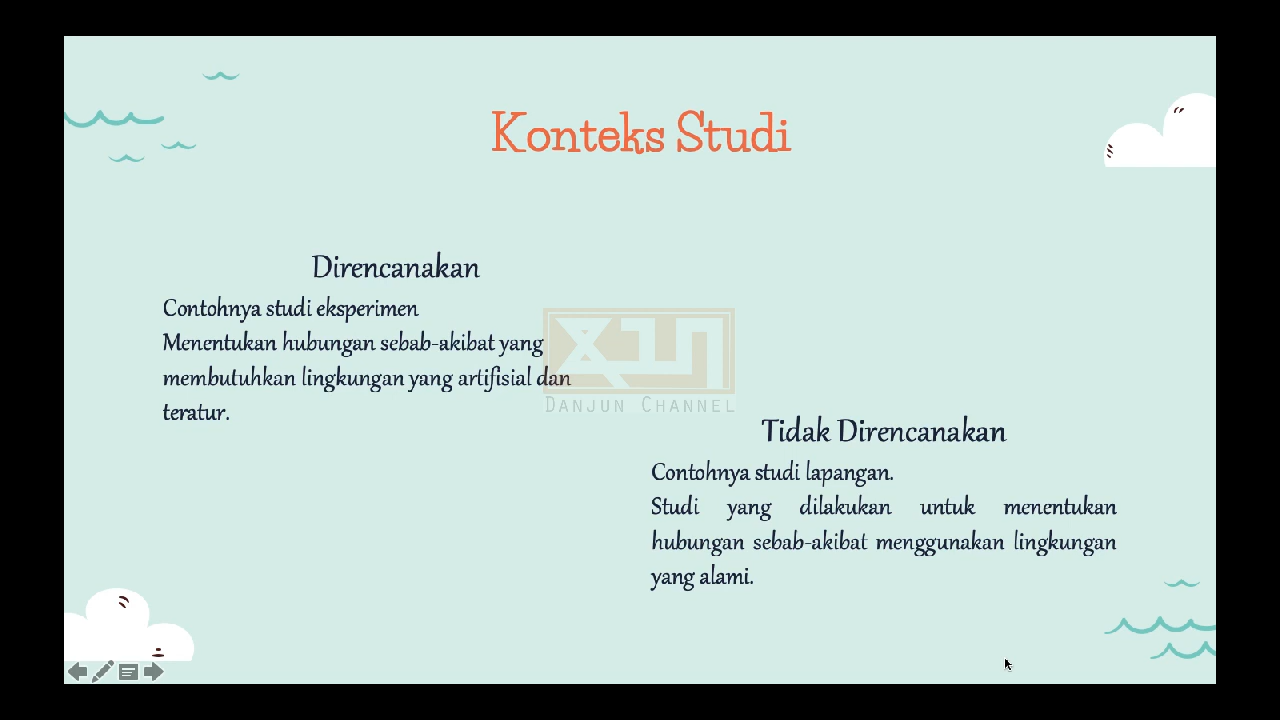 Konteks Studi
Direncanakan
Contohnya studi eksperimen
Menentukan hubungan sebab-akibat yang
membutuhkan lingkungan yang artifisial dan
teratur.
DANJUN CHANNEL
Tidak Direncanakan
Contohnya studi lapangan.
Studi yang dilakukan untuk menentukan
hubungan sebab-akibat menggunakan lingkungan
yang alami.